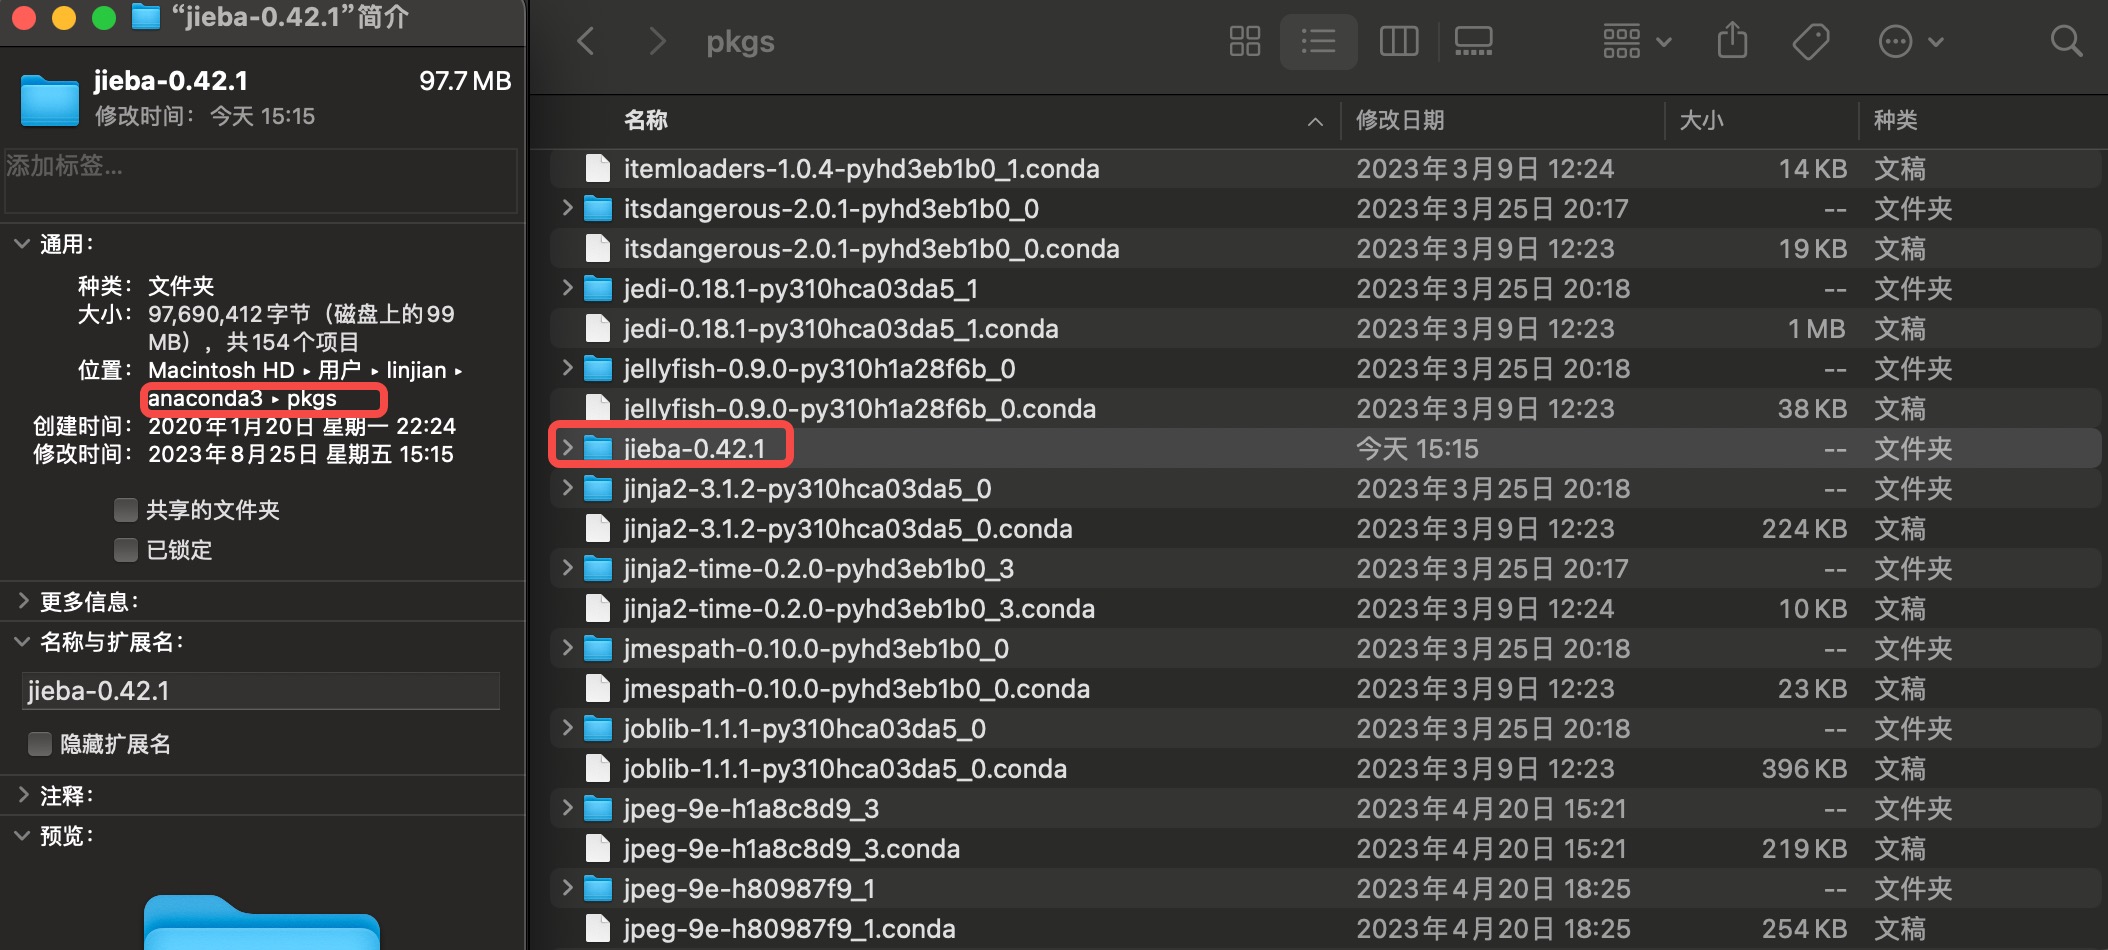 “jieba-0.42.1”简介
jieba-0.42.1 97.7 MB
修改时间： 今天 15:15
添加标签...
通用：
种类： 文件夹
大小： 97,690,412 字节（磁盘上的99
MB），共154个项目
位置： Macintosh HD ▸ 用户 ▸ linjian ▸
anaconda3 ▸ pkgs
创建时间： 2020年1月20日 星期一 22:24
修改时间： 2023年8月25日 星期五 15:15
共享的文件夹
已锁定
更多信息：
名称与扩展名：
jieba-0.42.1
隐藏扩展名
注释：
预览：
pkgs
名称 修改日期 大小 种类
itemloaders-1.0.4-pyhd3eb1b0_1.conda 2023年3月9日 12:24 14 KB 文稿
itsdangerous-2.0.1-pyhd3eb1b0_0 2023年3月25日 20:17 -- 文件夹
itsdangerous-2.0.1-pyhd3eb1b0_0.conda 2023年3月9日 12:23 19 KB 文稿
jedi-0.18.1-py310hca03da5_1 2023年3月25日 20:18 -- 文件夹
jedi-0.18.1-py310hca03da5_1.conda 2023年3月9日 12:23 1 MB 文稿
jellyfish-0.9.0-py310h1a28f6b_0 2023年3月25日 20:18 -- 文件夹
jellyfish-0.9.0-py310h1a28f6b_0.conda 2023年3月9日 12:23 38 KB 文稿
jieba-0.42.1 今天 15:15 -- 文件夹
jinja2-3.1.2-py310hca03da5_0 2023年3月25日 20:18 -- 文件夹
jinja2-3.1.2-py310hca03da5_0.conda 2023年3月9日 12:23 224 KB 文稿
jinja2-time-0.2.0-pyhd3eb1b0_3 2023年3月25日 20:17 -- 文件夹
jinja2-time-0.2.0-pyhd3eb1b0_3.conda 2023年3月9日 12:24 10 KB 文稿
jmespath-0.10.0-pyhd3eb1b0_0 2023年3月25日 20:18 -- 文件夹
jmespath-0.10.0-pyhd3eb1b0_0.conda 2023年3月9日 12:23 23 KB 文稿
joblib-1.1.1-py310hca03da5_0 2023年3月25日 20:18 -- 文件夹
joblib-1.1.1-py310hca03da5_0.conda 2023年3月9日 12:23 396 KB 文稿
jpeg-9e-h1a8c8d9_3 2023年4月20日 15:21 -- 文件夹
jpeg-9e-h1a8c8d9_3.conda 2023年4月20日 15:21 219 KB 文稿
jpeg-9e-h80987f9_1 2023年4月20日 18:25 -- 文件夹
jpeg-9e-h80987f9_1.conda 2023年4月20日 18:25 254 KB 文稿